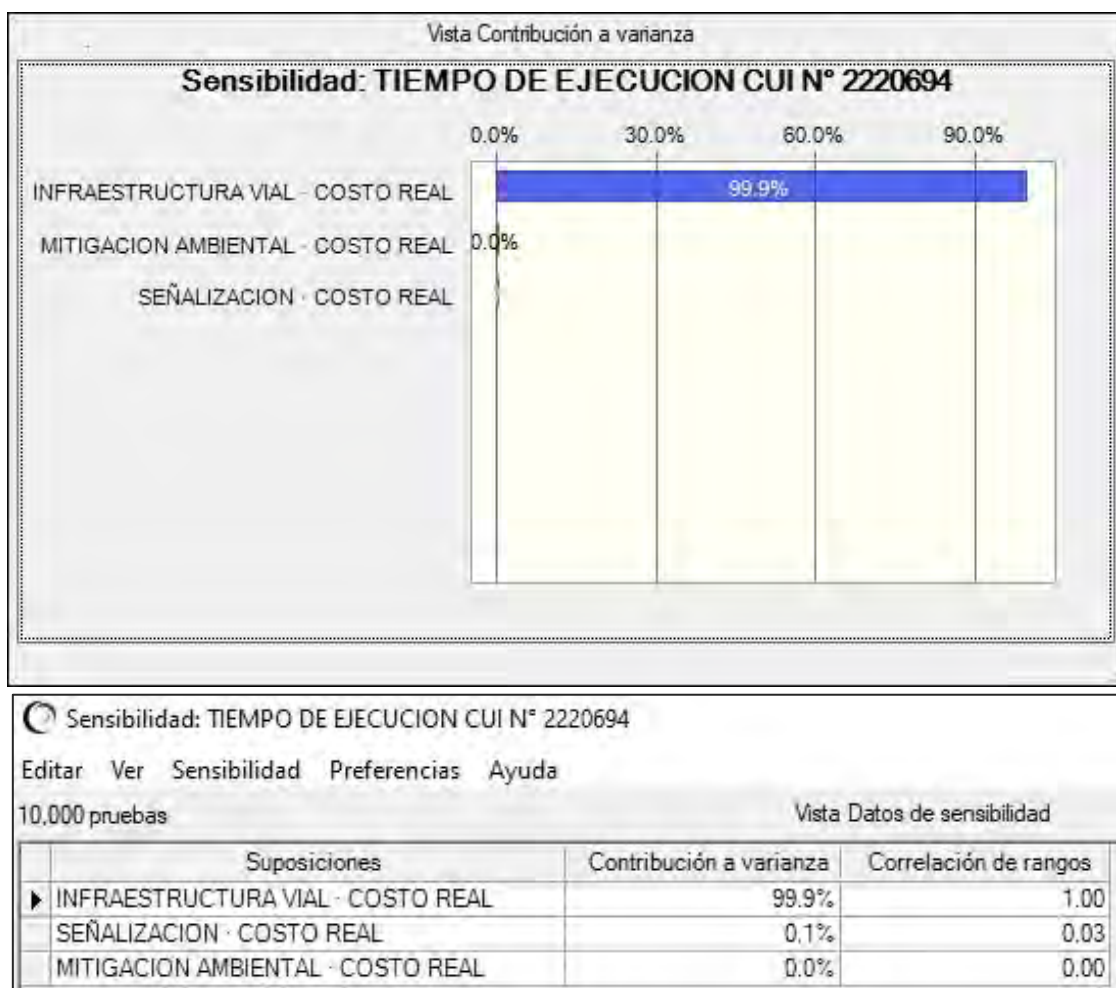 Vista Contribución a varianza
Sensibilidad: TIEMPO DE EJECUCION CUI N° 2220694
0.0% 30.0% 60.0% 90.0%
INFRAESTRUCTURA VIAL · COSTO REAL 99.9%
MITIGACION AMBIENTAL · COSTO REAL 0.0%
SEÑALIZACION · COSTO REAL
Sensibilidad: TIEMPO DE EJECUCION CUI N° 2220694
Editar Ver Sensibilidad Preferencias Ayuda
10,000 pruebas Vista Datos de sensibilidad
Suposiciones Contribución a varianza Correlación de rangos
INFRAESTRUCTURA VIAL · COSTO REAL 99.9% 1.00
SEÑALIZACION · COSTO REAL 0.1% 0.03
MITIGACION AMBIENTAL · COSTO REAL 0.0% 0.00